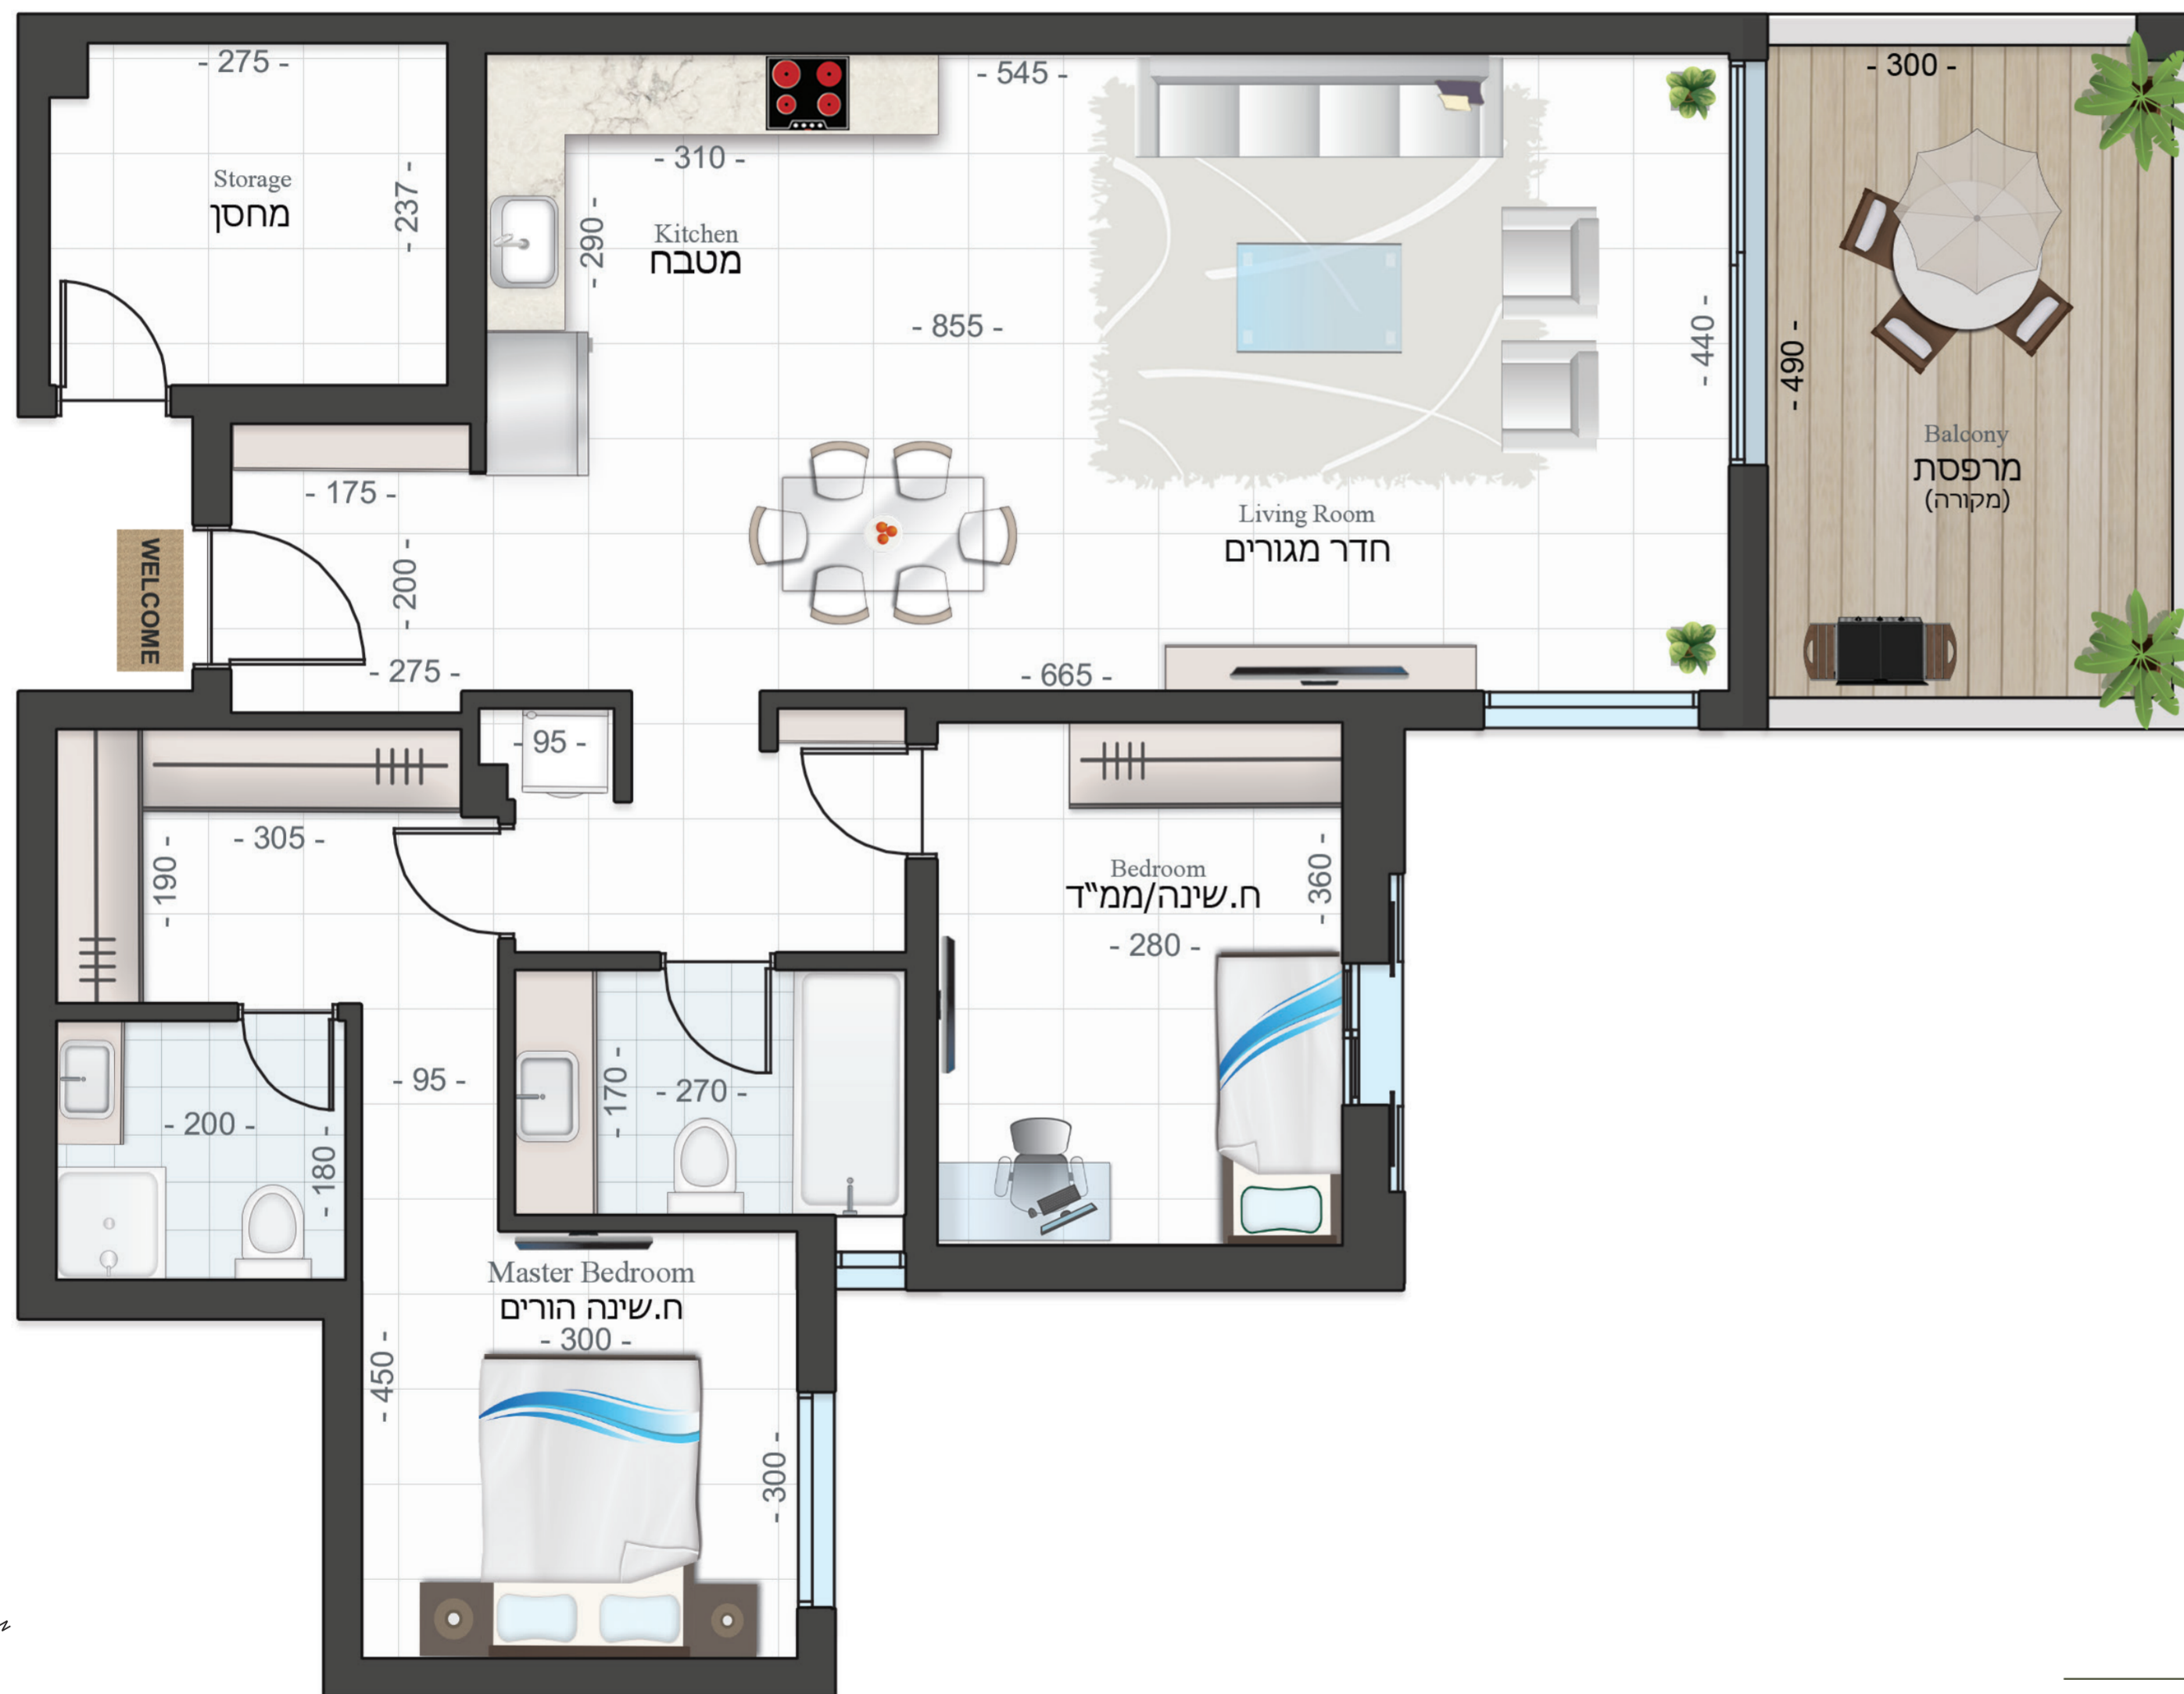 - 275 -
Storage
מחסן
- 237 -
- 545 -
- 310 -
- 290 -
Kitchen
מטבח
- 855 -
- 440 -
Living Room
חדר מגורים
- 665 -
- 300 -
- 490 -
Balcony
מרפסת
(מקורה)
- 175 -
WELCOME
- 200 -
- 275 -
- 95 -
- 305 -
- 190 -
Bedroom
ח.שינה/ממ"ד
- 280 -
- 360 -
- 95 -
- 170 -
- 270 -
- 200 -
- 180 -
Master Bedroom
ח.שינה הורים
- 300 -
- 450 -
- 300 -
N